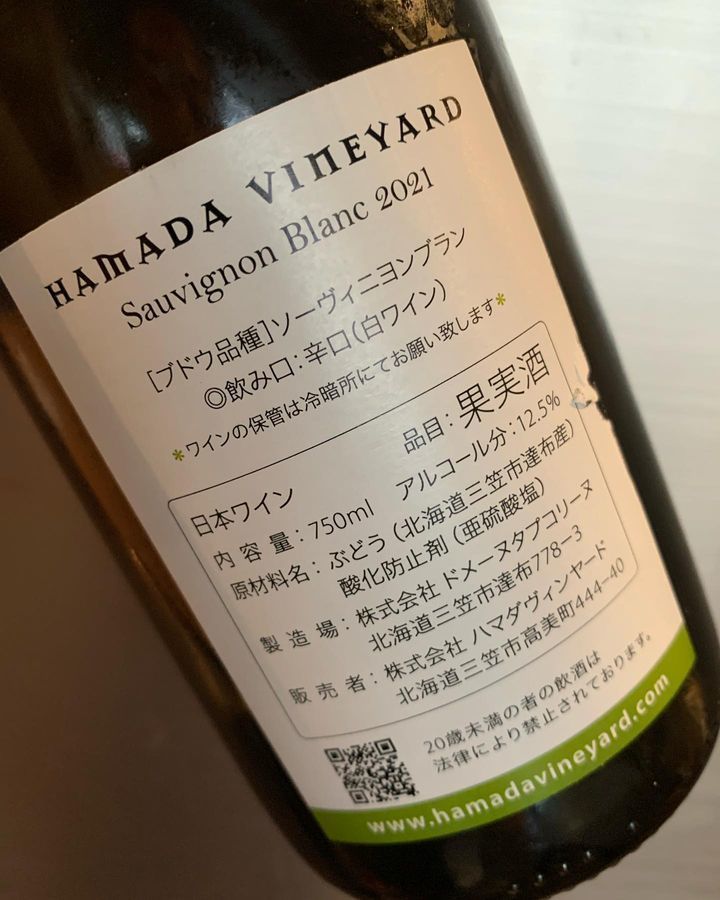 HAMADA VINEYARD
Sauvignon Blanc 2021
[ブドウ品種]ソーヴィニヨンブラン
◎飲み口:辛口(白ワイン)
*ワインの保管は冷暗所にてお願い致します*
日本ワイン 品目:果実酒
内容量:750ml アルコール分:12.5%
原材料名:ぶどう(北海道三笠市達布産)
酸化防止剤(亜硫酸塩)
製造場:株式会社 ドメーヌタプコリーヌ
北海道三笠市達布778-3
販売者:株式会社 ハマダヴィンヤード
北海道三笠市高美町444-40
20歳未満の者の飲酒は
法律により禁止されております。
www.hamadavineyard.com